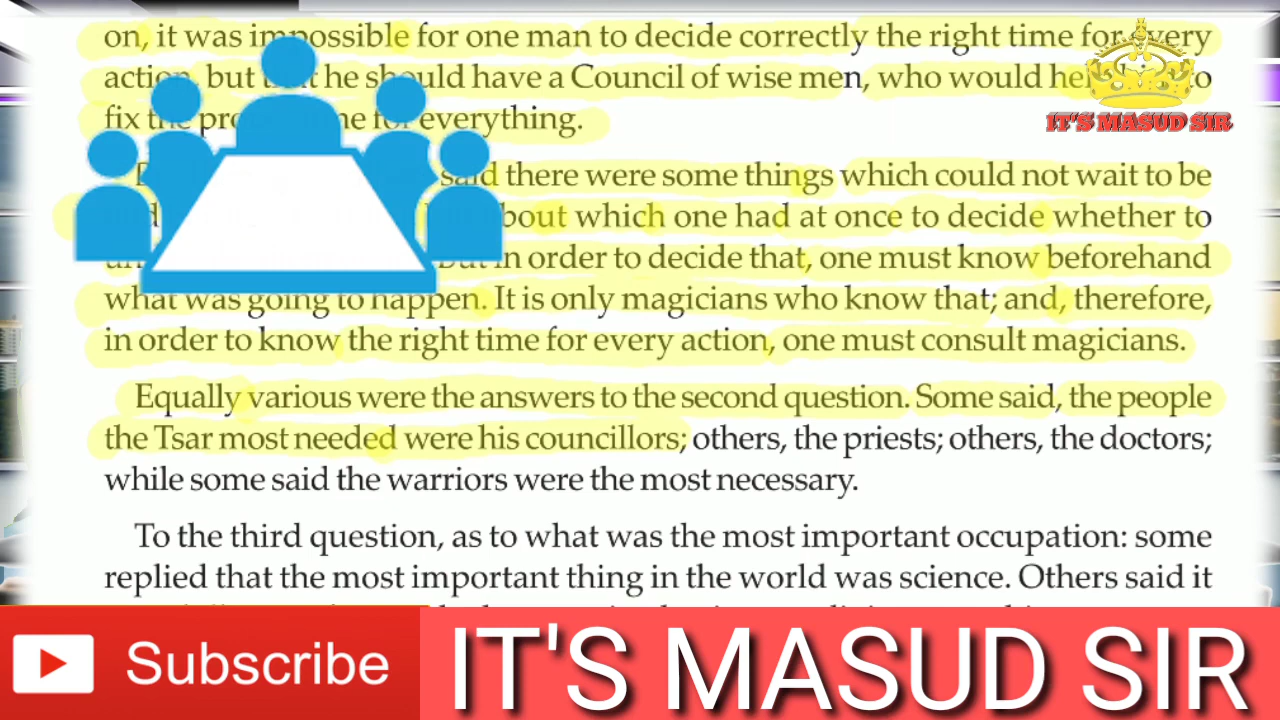 on, it was impossible for one man to decide correctly the right time for every
action, but he should have a Council of wise men, who would to
fix the for everything.
said there were some things which could not wait to be
about which one had at once to decide whether to
But in order to decide that, one must know beforehand
what was going to happen. It is only magicians who know that; and, therefore,
in order to know the right time for every action, one must consult magicians.
Equally various were the answers to the second question. Some said, the people
the Tsar most needed were his councillors; others, the priests; others, the doctors;
while some said the warriors were the most necessary.
To the third question, as to what was the most important occupation: some
replied that the most important thing in the world was science. Others said it
IT'S MASUD SIR
Subscribe
IT'S MASUD SIR